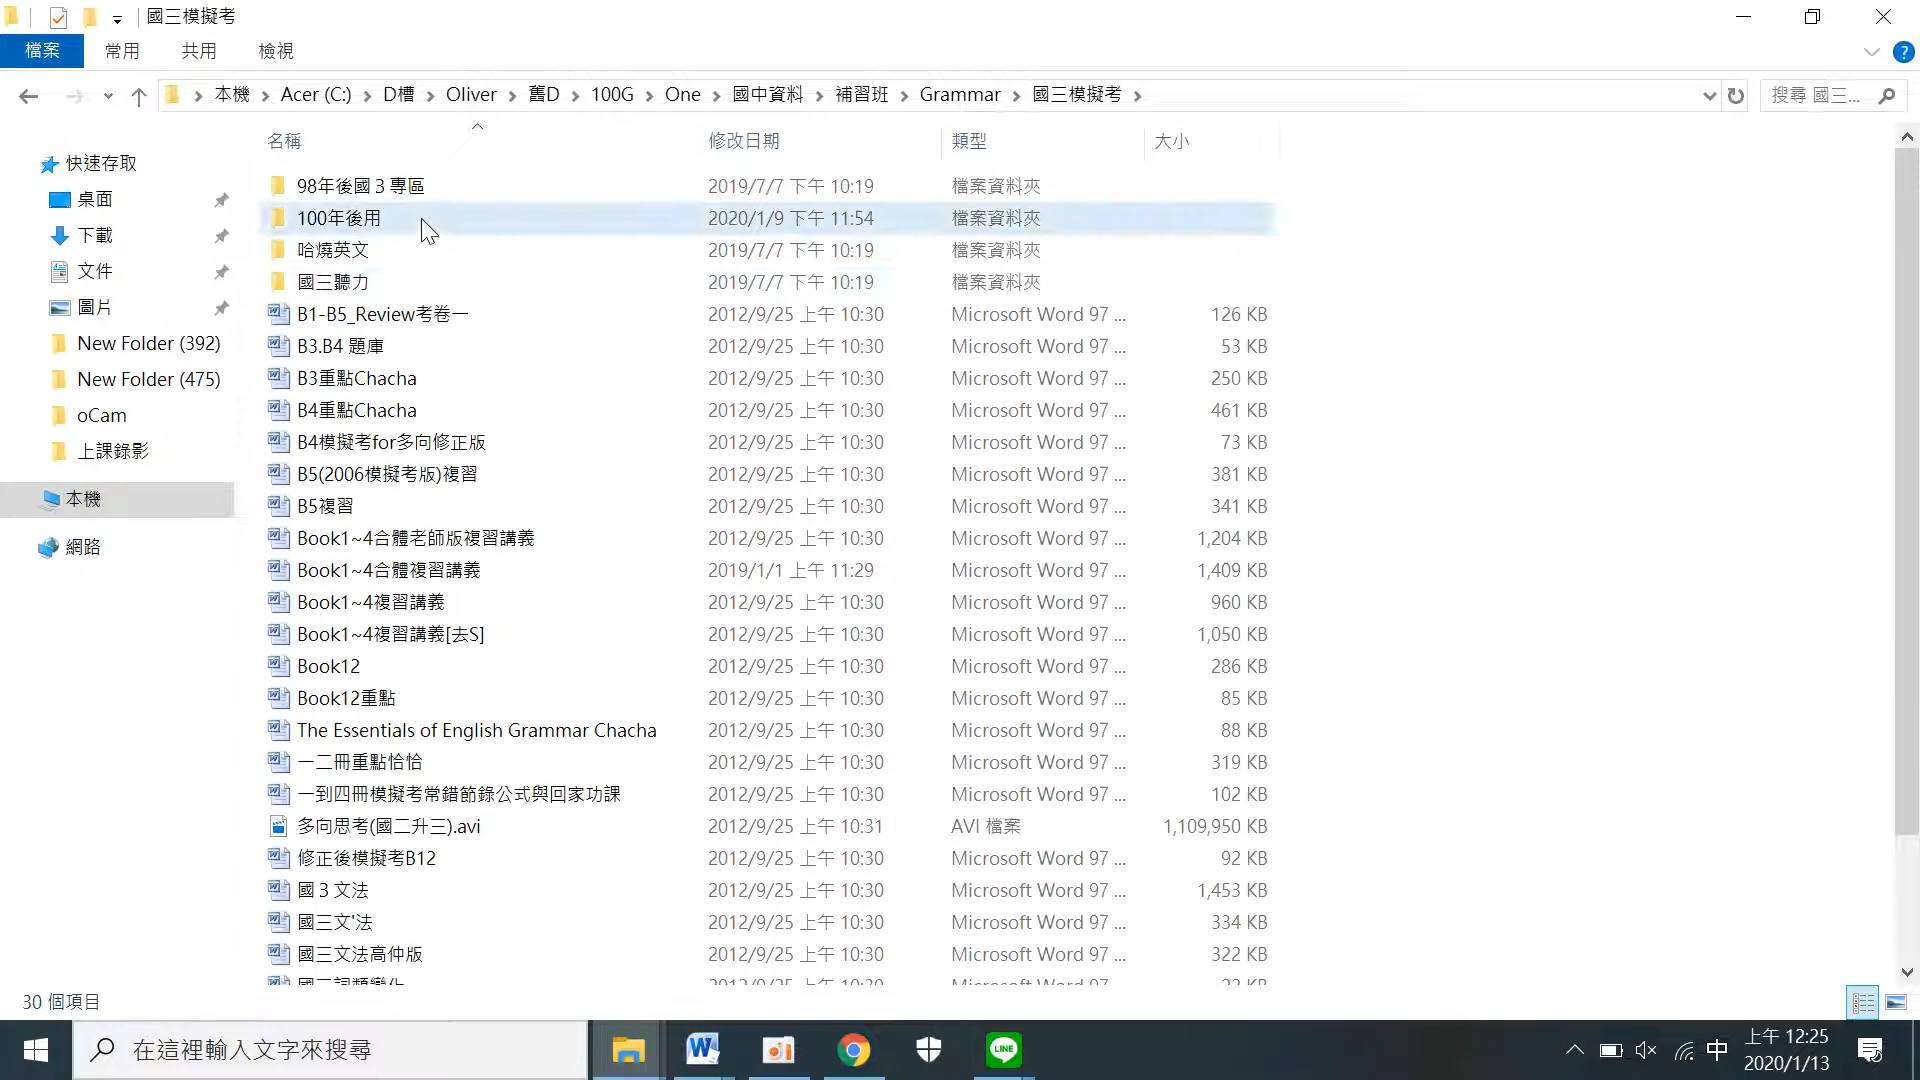 國三模擬考
檔案 常用 共用 檢視
本機 Acer (C:) D槽 Oliver 舊D 100G One 國中資料 補習班 Grammar 國三模擬考
搜尋 國三...
名稱 修改日期 類型 大小
快速存取
桌面
下載
文件
圖片
New Folder (392)
New Folder (475)
oCam
上課錄影
本機
網路
98年後國3專區 2019/7/7 下午 10:19 檔案資料夾
100年後用 2020/1/9 下午 11:54 檔案資料夾
哈燒英文 2019/7/7 下午 10:19 檔案資料夾
國三聽力 2019/7/7 下午 10:19 檔案資料夾
B1-B5_Review考卷一 2012/9/25 上午 10:30 Microsoft Word 97 ... 126 KB
B3.B4 題庫 2012/9/25 上午 10:30 Microsoft Word 97 ... 53 KB
B3重點Chacha 2012/9/25 上午 10:30 Microsoft Word 97 ... 250 KB
B4重點Chacha 2012/9/25 上午 10:30 Microsoft Word 97 ... 461 KB
B4模擬考for多向修正版 2012/9/25 上午 10:30 Microsoft Word 97 ... 73 KB
B5(2006模擬考版)複習 2012/9/25 上午 10:30 Microsoft Word 97 ... 381 KB
B5複習 2012/9/25 上午 10:30 Microsoft Word 97 ... 341 KB
Book1~4合體老師版複習講義 2012/9/25 上午 10:30 Microsoft Word 97 ... 1,204 KB
Book1~4合體複習講義 2019/1/1 上午 11:29 Microsoft Word 97 ... 1,409 KB
Book1~4複習講義 2012/9/25 上午 10:30 Microsoft Word 97 ... 960 KB
Book1~4複習講義[去S] 2012/9/25 上午 10:30 Microsoft Word 97 ... 1,050 KB
Book12 2012/9/25 上午 10:30 Microsoft Word 97 ... 286 KB
Book12重點 2012/9/25 上午 10:30 Microsoft Word 97 ... 85 KB
The Essentials of English Grammar Chacha 2012/9/25 上午 10:30 Microsoft Word 97 ... 88 KB
一二冊重點恰恰 2012/9/25 上午 10:30 Microsoft Word 97 ... 319 KB
一到四冊模擬考常錯節錄公式與回家功課 2012/9/25 上午 10:30 Microsoft Word 97 ... 102 KB
多向思考(國二升三).avi 2012/9/25 上午 10:31 AVI 檔案 1,109,950 KB
修正後模擬考B12 2012/9/25 上午 10:30 Microsoft Word 97 ... 92 KB
國3文法 2012/9/25 上午 10:30 Microsoft Word 97 ... 1,453 KB
國三文'法 2012/9/25 上午 10:30 Microsoft Word 97 ... 334 KB
國三文法高仲版 2012/9/25 上午 10:30 Microsoft Word 97 ... 322 KB
30 個項目
在這裡輸入文字來搜尋
LINE
中
上午 12:25
2020/1/13